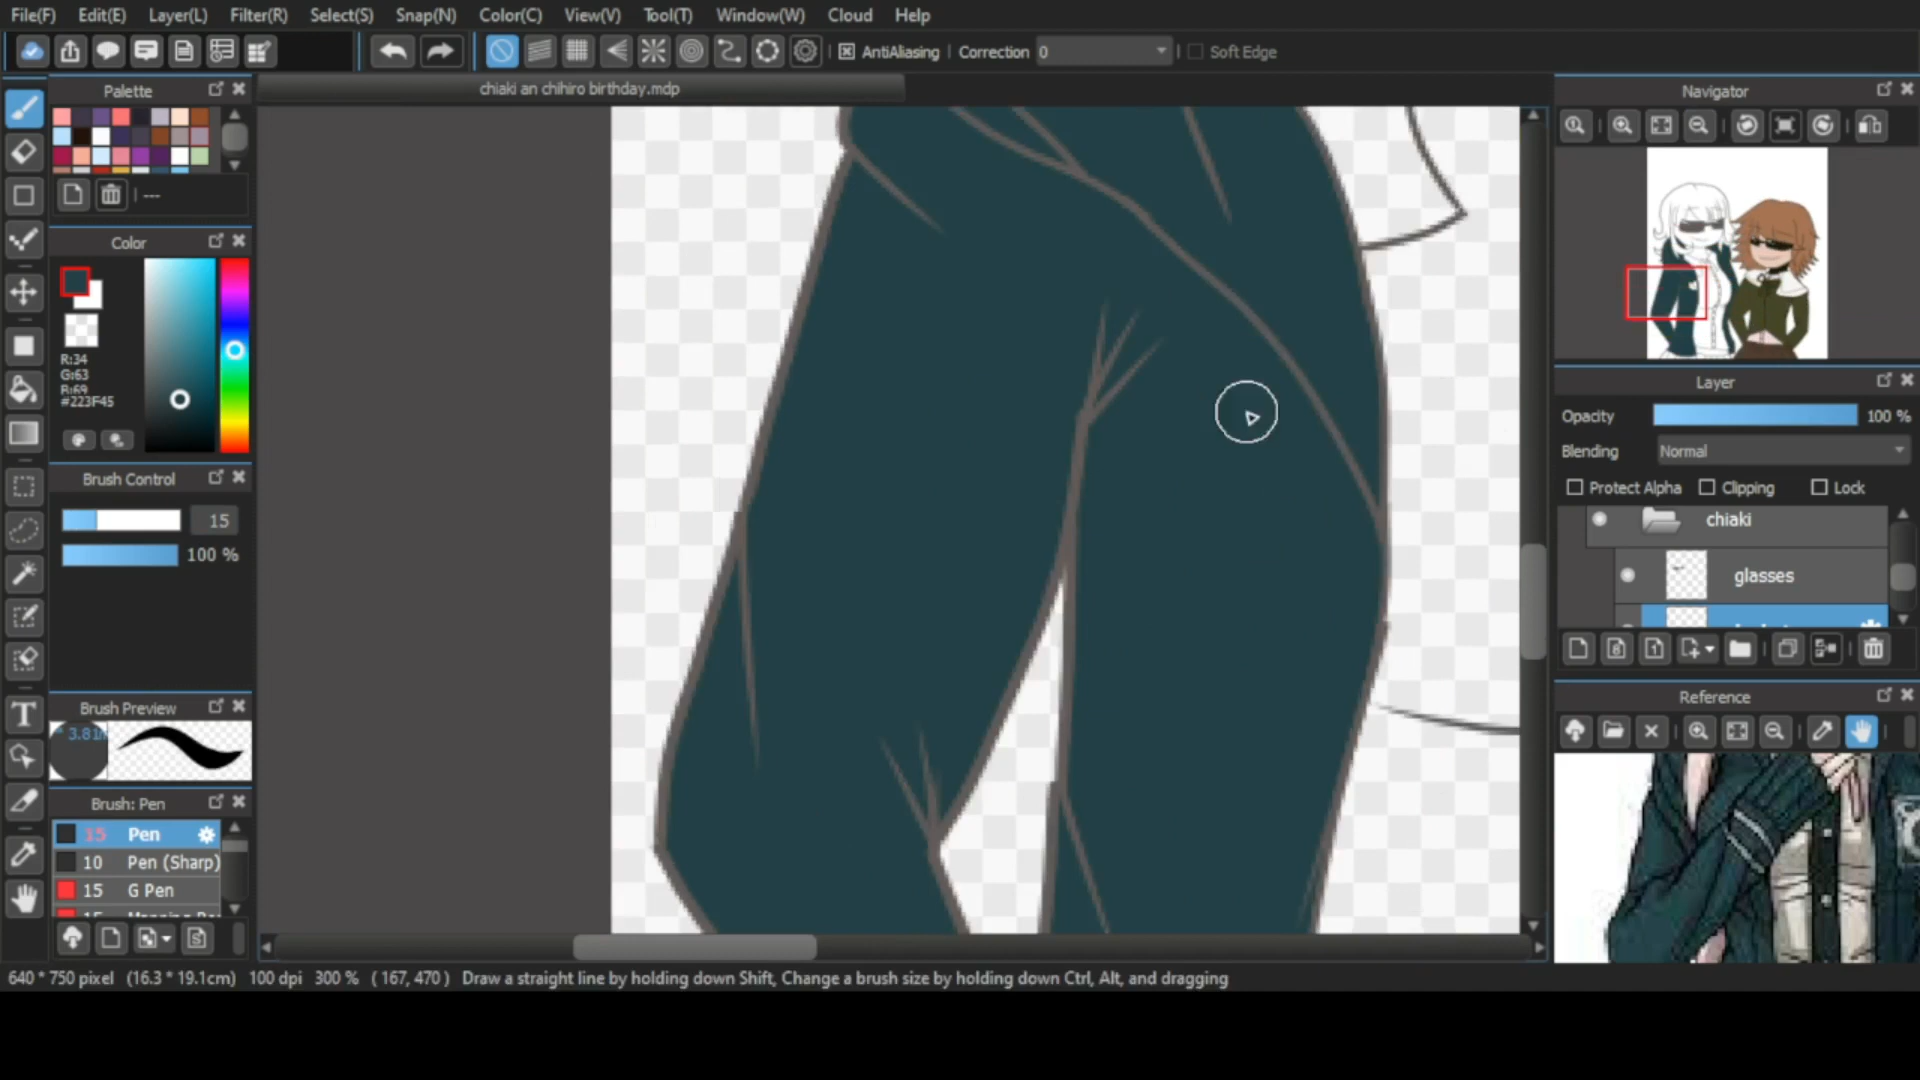 File(F) Edit(E) Layer(L) Filter(R) Select(S) Snap(N) Color(C) View(V) Tool(T) Window(W) Cloud Help
AntiAliasing Correction 0 Soft Edge
chiaki an chihiro birthday.mdp
Palette
---
Color
R:34
G:63
B:69
#223F45
Brush Control
15
100 %
Brush Preview
Brush: Pen
15 Pen
10 Pen (Sharp)
15 G Pen
Navigator
Layer
Opacity 100 %
Blending Normal
Protect Alpha Clipping Lock
chiaki
glasses
Reference
640 * 750 pixel (16.3 * 19.1cm) 100 dpi 300 % ( 167, 470 ) Draw a straight line by holding down Shift, Change a brush size by holding down Ctrl, Alt, and dragging